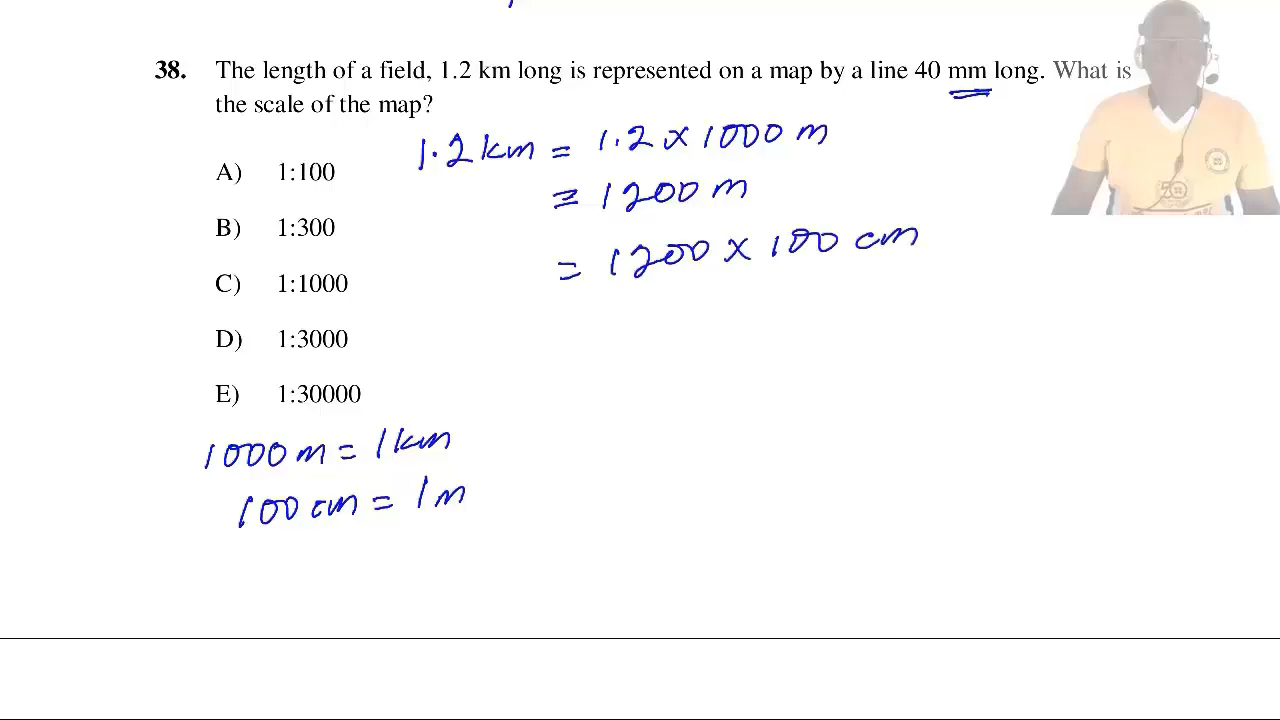 38. The length of a field, 1.2 km long is represented on a map by a line 40 mm long. What is
the scale of the map?
1.2 km = 1.2 x 1000 m
A) 1:100
= 1200 m
B) 1:300
= 1200 x 100 cm
C) 1:1000
D) 1:3000
E) 1:30000
1000 m = 1 km
100 cm = 1 m